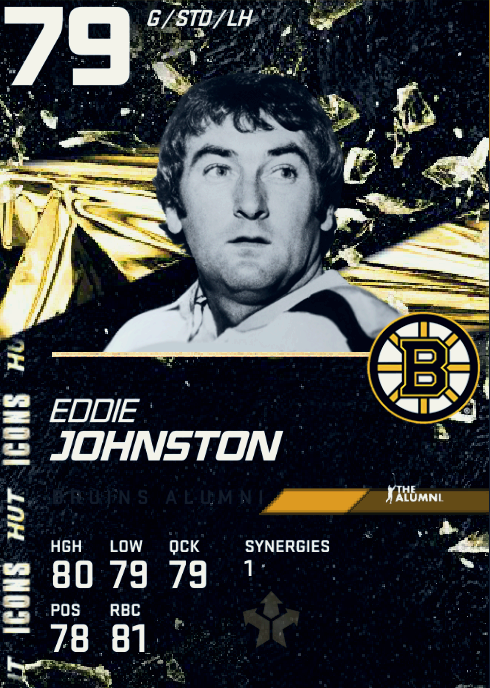 79
G/STD/LH
B
EDDIE
JOHNSTON
BRUINS ALUMNI
THE
ALUMNI.
HGH LOW QCK SYNERGIES
80 79 79 1
POS RBC
78 81
ICONS HUT ICONS HUT